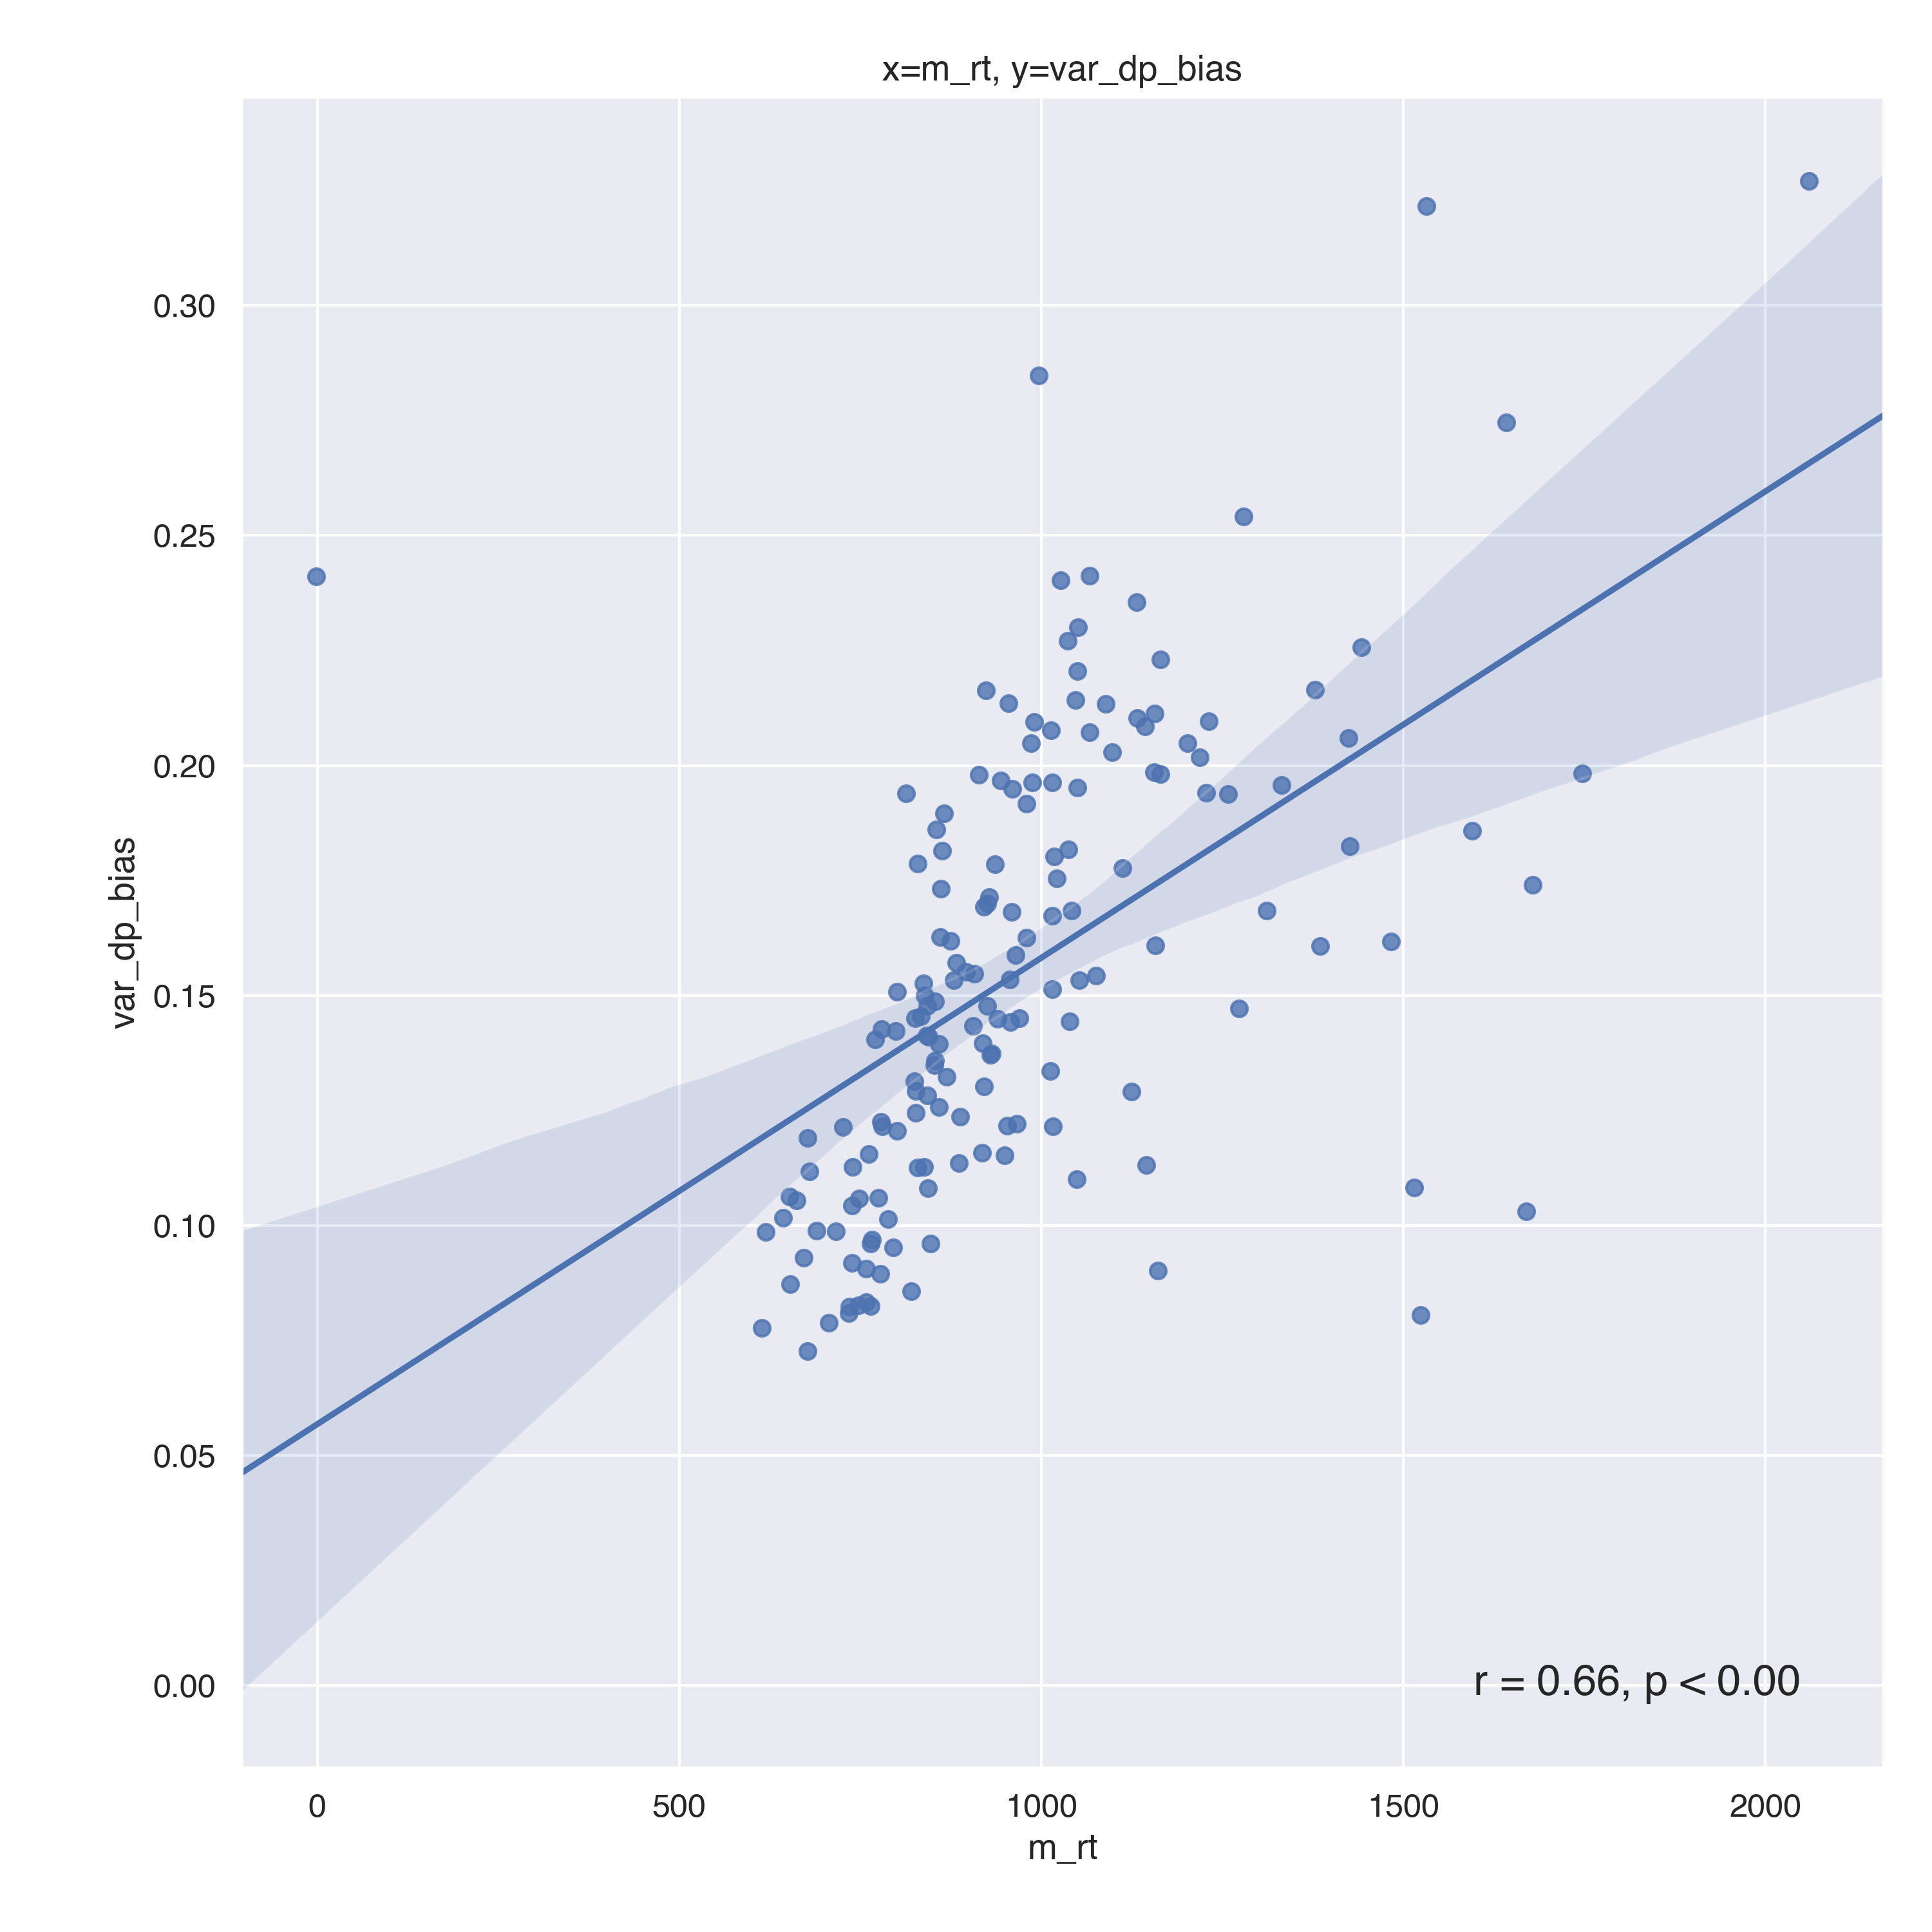 x=m_rt, y=var_dp_bias
0.30
0.25
0.20
0.15
0.10
0.05
0.00
var_dp_bias
r = 0.66, p < 0.00
0 500 1000 1500 2000
m_rt